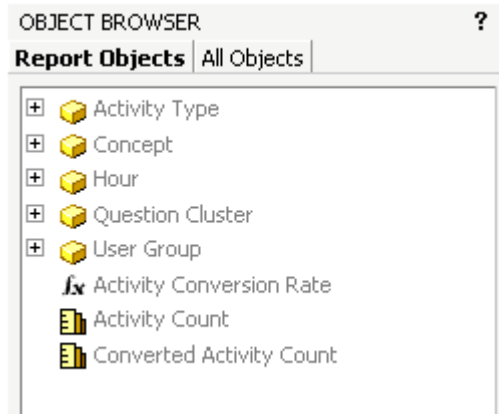 OBJECT BROWSER ?
Report Objects All Objects
Activity Type
Concept
Hour
Question Cluster
User Group
fx Activity Conversion Rate
Activity Count
Converted Activity Count